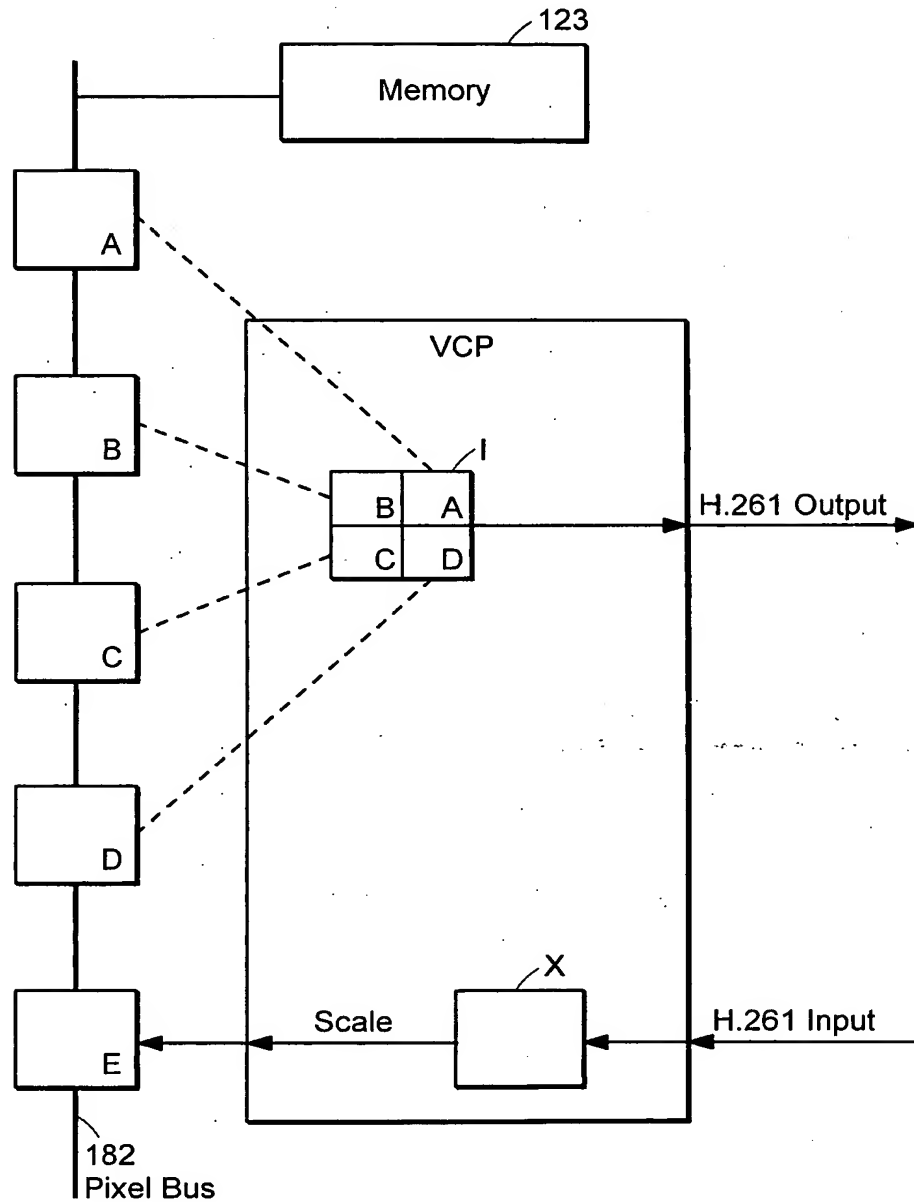 123
Memory
A
VCP
B
I
B A
C D
H.261 Output
C
D
X
Scale
H.261 Input
E
182
Pixel Bus